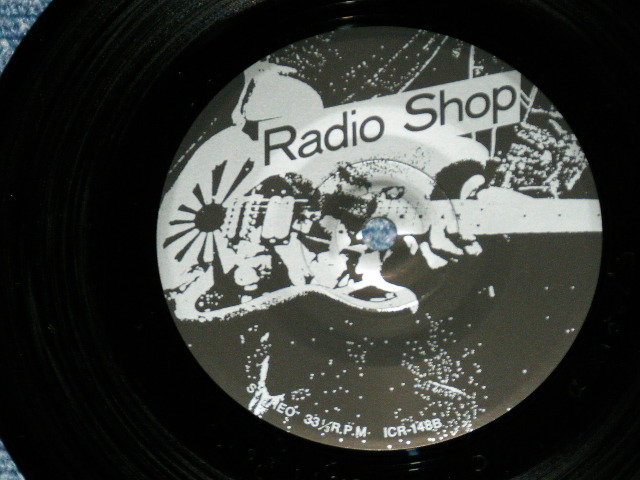 Radio Shop
STEREO 33⅓ R.P.M ICR-148B